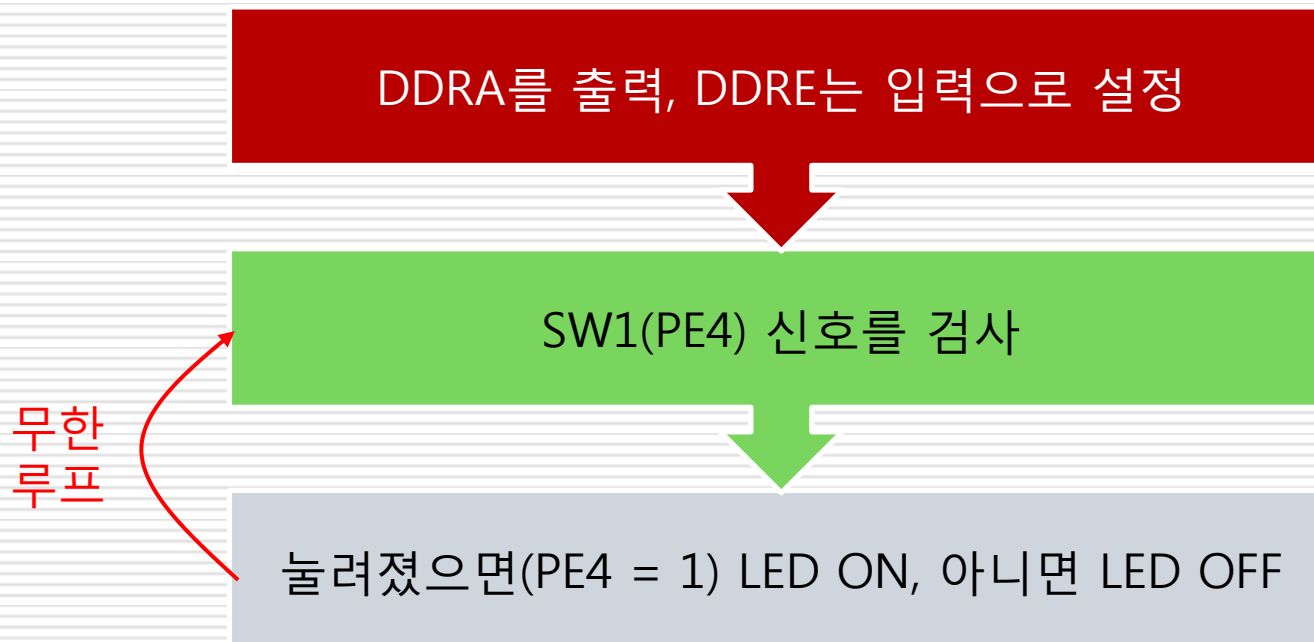 DDRA를 출력, DDRE는 입력으로 설정
SW1(PE4) 신호를 검사
무한
루프
눌려졌으면(PE4 = 1) LED ON, 아니면 LED OFF